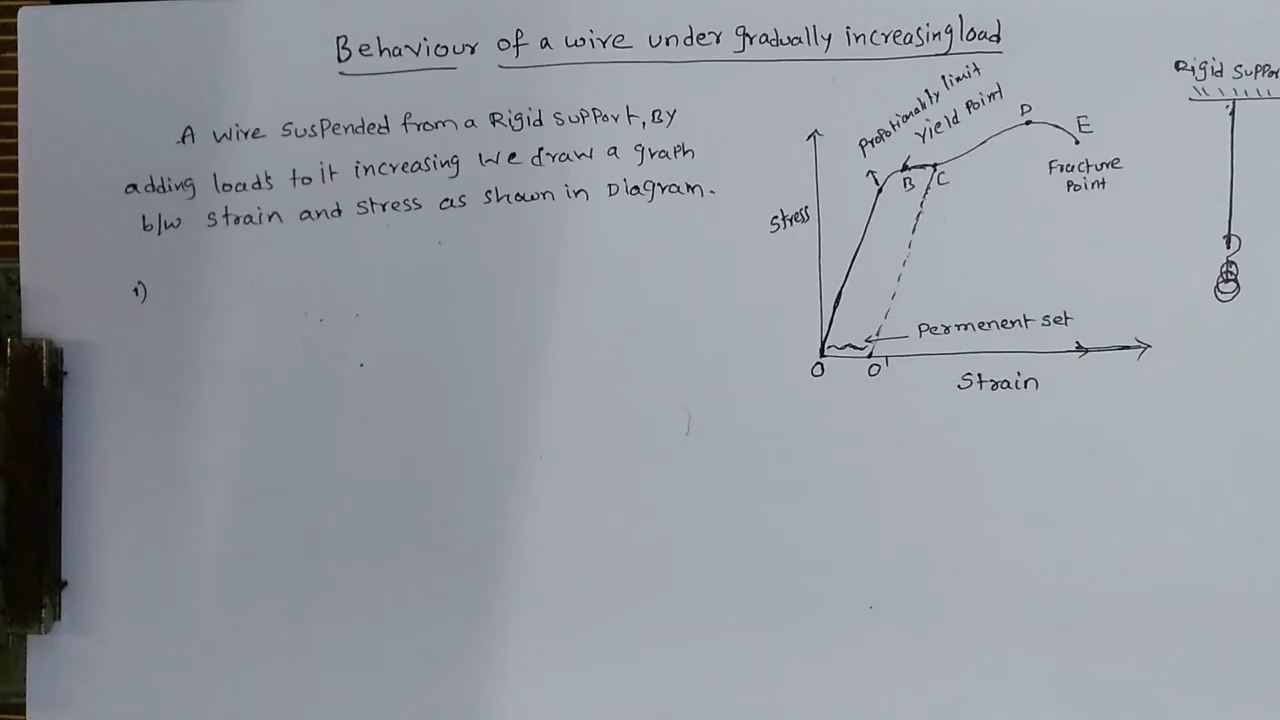 Behaviour of a wire under gradually increasing load
A wire suspended from a Rigid support, By
adding loads to it increasing we draw a graph
b/w strain and stress as shown in Diagram.
1)
Rigid suppor
propotionably limit
yield point
D
E
B
C
Fracture
point
stress
permenent set
O
O'
Strain